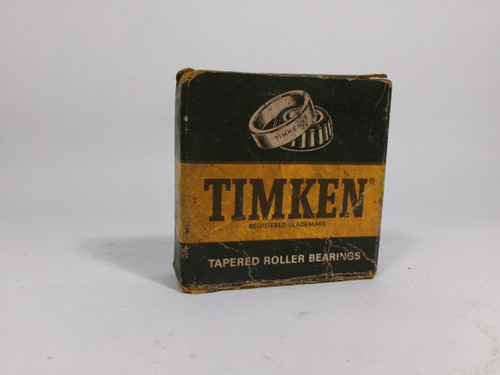 TIMKEN
TIMKEN®
REGISTERED TRADEMARK
TAPERED ROLLER BEARINGS